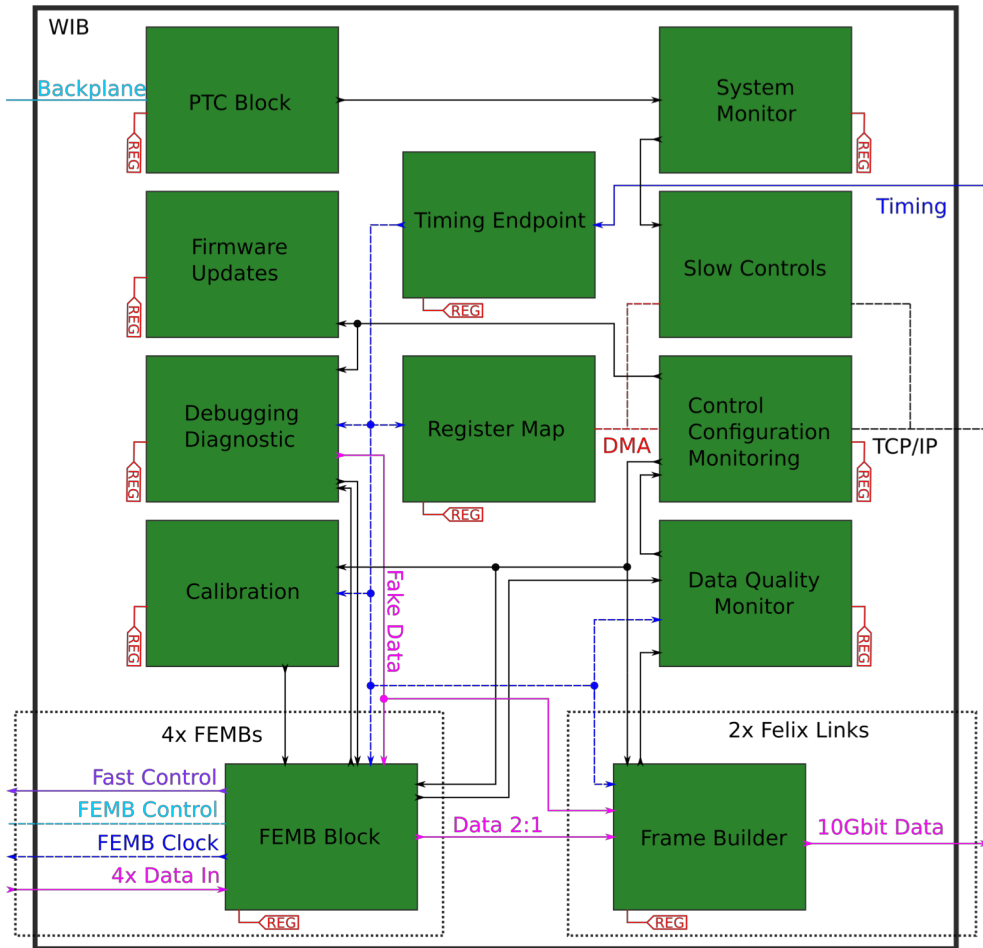 WIB
Backplane
PTC Block
System
Monitor
REG
REG
Timing Endpoint
Timing
Firmware
Updates
Slow Controls
REG
REG
Debugging
Diagnostic
Register Map
DMA
Control
Configuration
Monitoring
TCP/IP
REG
REG
REG
Calibration
Fake Data
Data Quality
Monitor
REG
REG
4x FEMBs
2x Felix Links
Fast Control
FEMB Control
FEMB Clock
4x Data In
FEMB Block
Data 2:1
Frame Builder
10Gbit Data
REG
REG